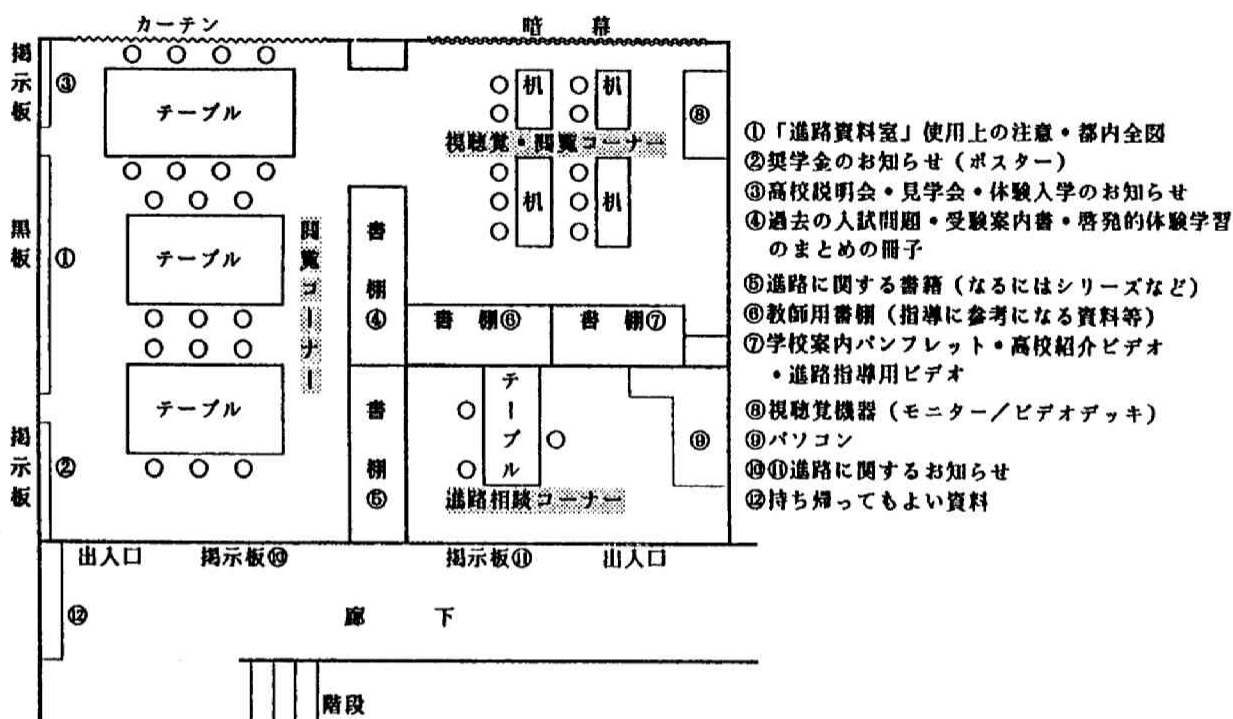 カーテン
暗幕
掲示板
③
テーブル
机
机
⑧
視聴覚・閲覧コーナー
机
机
黒板
①
テーブル
閲覧コーナー
書棚④
書棚⑥
書棚⑦
掲示板
②
テーブル
書棚⑤
テーブル
⑨
進路相談コーナー
出入口
掲示板⑩
掲示板⑪
出入口
⑫
廊下
階段
①「進路資料室」使用上の注意・都内全図
②奨学金のお知らせ（ポスター）
③高校説明会・見学会・体験入学のお知らせ
④過去の入試問題・受験案内書・啓発的体験学習
のまとめの冊子
⑤進路に関する書籍（なるにはシリーズなど）
⑥教師用書棚（指導に参考になる資料等）
⑦学校案内パンフレット・高校紹介ビデオ
・進路指導用ビデオ
⑧視聴覚機器（モニター／ビデオデッキ）
⑨パソコン
⑩⑪進路に関するお知らせ
⑫持ち帰ってもよい資料